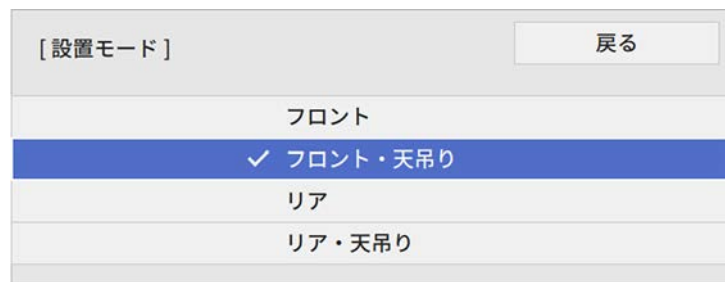 [ 設置モード ]
戻る
フロント
フロント・天吊り
リア
リア・天吊り